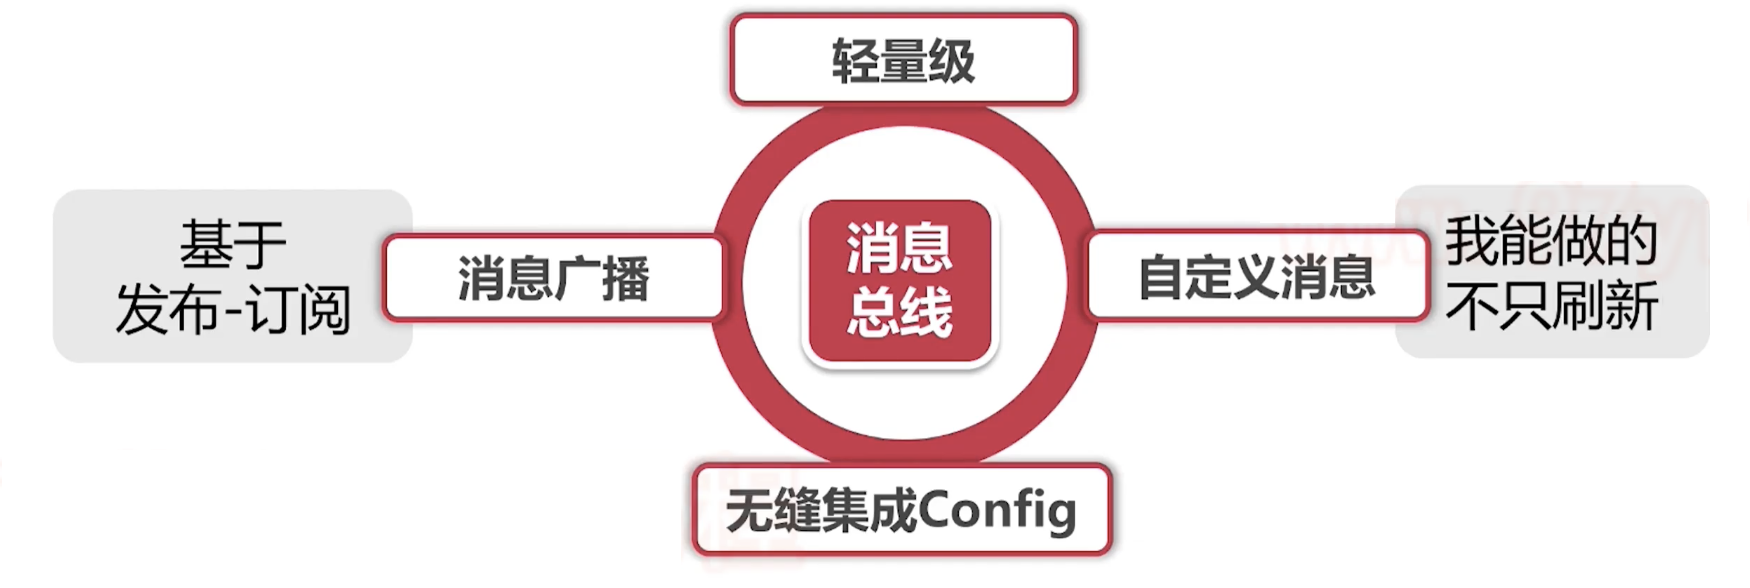 轻量级
基于
发布-订阅
消息广播
消息
总线
自定义消息
我能做的
不只刷新
无缝集成Config